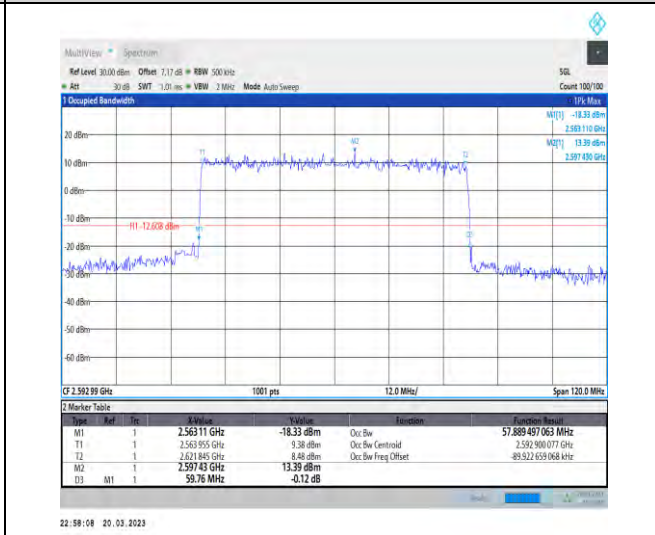 MultiView Spectrum
Ref Level 30.00 dBm Offset 7.17 dB RBW 500 kHz SGL
Att 30 dB SWT 1.01 ms VBW 2 MHz Mode Auto Sweep Count 100/100
1 Occupied Bandwidth 1Pk Max
M1[1] -18.33 dBm
2.563 110 GHz
M2[1] 13.39 dBm
2.597 430 GHz
20 dBm
T1 M2 T2
10 dBm
0 dBm
-10 dBm
H1 -12.608 dBm
M1 D3
-20 dBm
-30 dBm
-40 dBm
-50 dBm
-60 dBm
CF 2.592 99 GHz 1001 pts 12.0 MHz/ Span 120.0 MHz
2 Marker Table
Type Ref Trc X-Value Y-Value Function Function Result
M1 1 2.563 11 GHz -18.33 dBm Occ Bw 57.889 497 063 MHz
T1 1 2.563 955 GHz 9.38 dBm Occ Bw Centroid 2.592 900 077 GHz
T2 1 2.621 845 GHz 8.48 dBm Occ Bw Freq Offset -89.922 659 068 kHz
M2 1 2.597 43 GHz 13.39 dBm
D3 M1 1 59.76 MHz -0.12 dB
22:58:08 20.03.2023